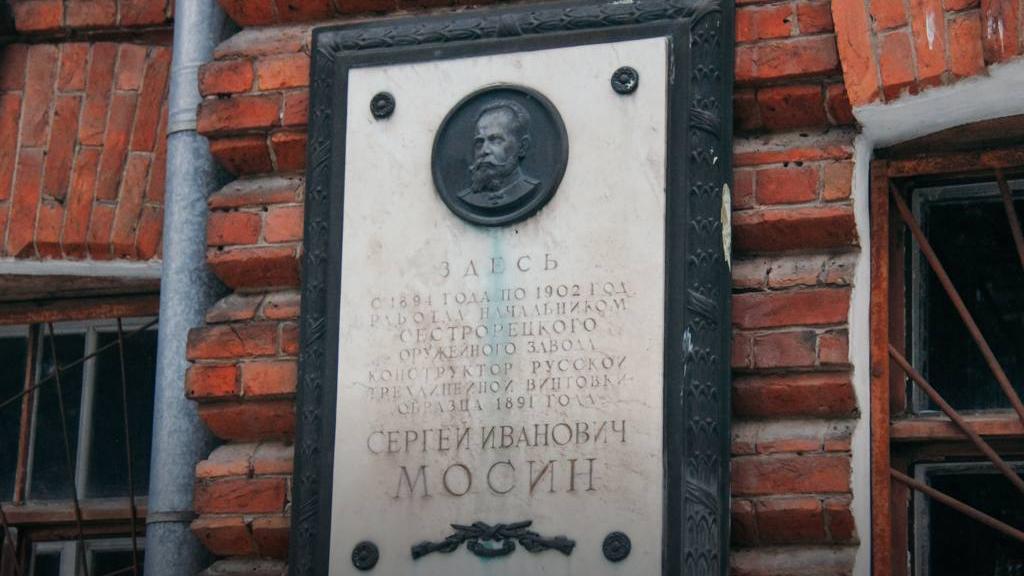 ЗДЕСЬ
С 1894 ГОДА ПО 1902 ГОД
РАБОТАЛ НАЧАЛЬНИКОМ
СЕСТРОРЕЦКОГО
ОРУЖЕЙНОГО ЗАВОДА
КОНСТРУКТОР РУССКОЙ
ТРЕХЛИНЕЙНОЙ ВИНТОВКИ
ОБРАЗЦА 1891 ГОДА
СЕРГЕЙ ИВАНОВИЧ
МОСИН